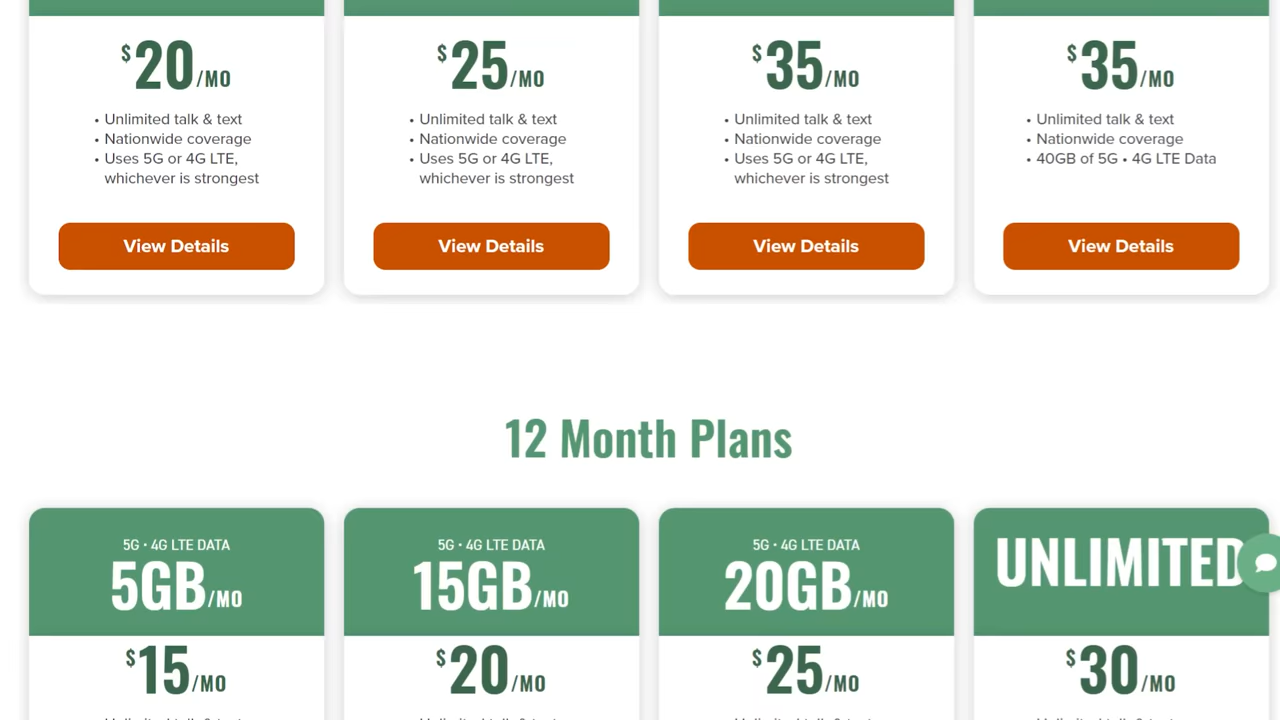 $20/MO
• Unlimited talk & text
• Nationwide coverage
• Uses 5G or 4G LTE,
whichever is strongest
View Details
$25/MO
• Unlimited talk & text
• Nationwide coverage
• Uses 5G or 4G LTE,
whichever is strongest
View Details
$35/MO
• Unlimited talk & text
• Nationwide coverage
• Uses 5G or 4G LTE,
whichever is strongest
View Details
$35/MO
• Unlimited talk & text
• Nationwide coverage
• 40GB of 5G • 4G LTE Data
View Details
12 Month Plans
5G • 4G LTE DATA
5GB/MO
$15/MO
5G • 4G LTE DATA
15GB/MO
$20/MO
5G • 4G LTE DATA
20GB/MO
$25/MO
UNLIMITED
$30/MO